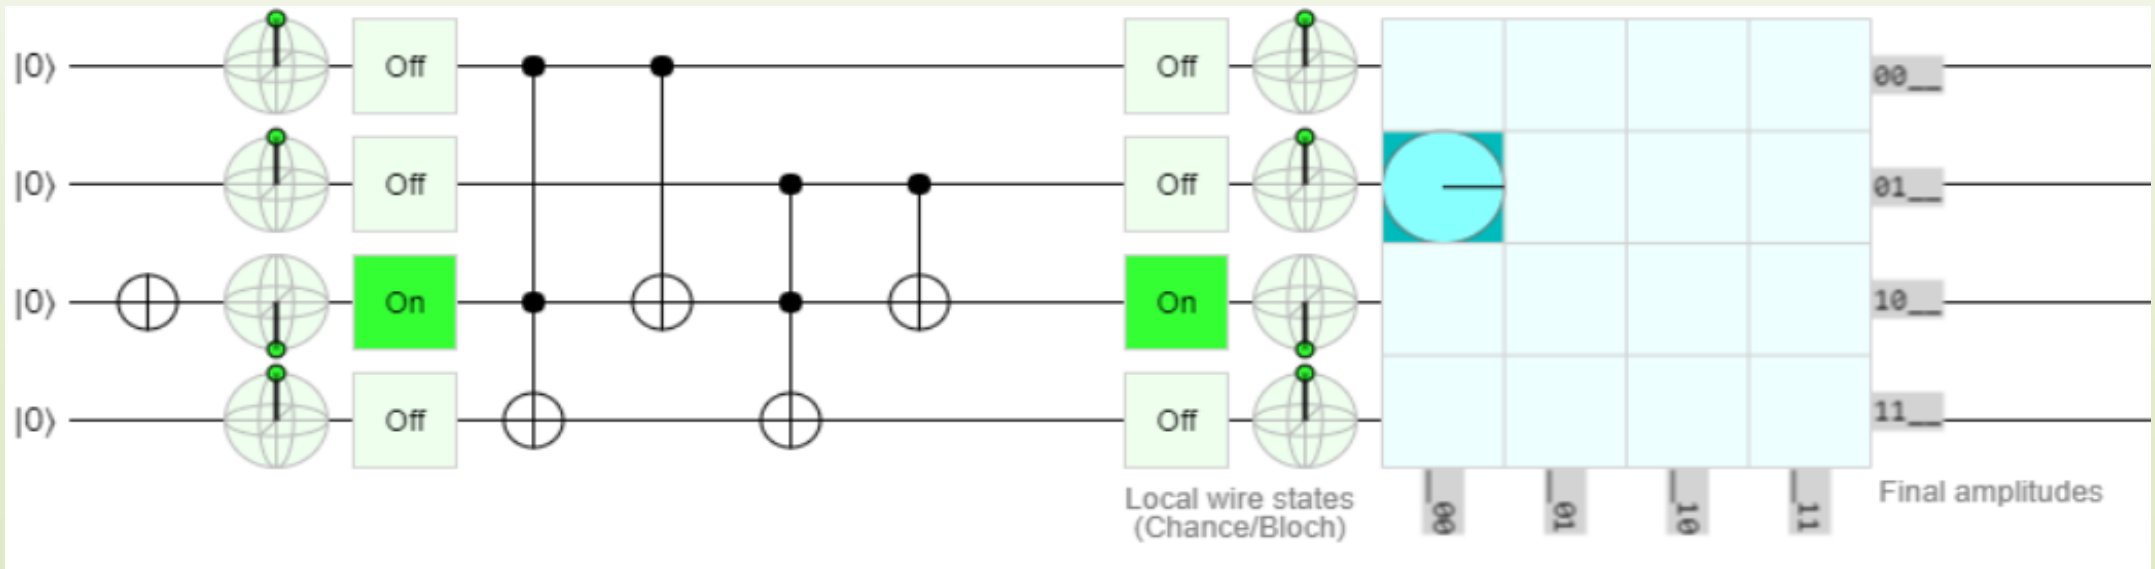 |0⟩ Off Off 00__
|0⟩ Off Off 01__
|0⟩ On On 10__
|0⟩ Off Off 11__
__00 __01 __10 __11
Local wire states
(Chance/Bloch)
Final amplitudes